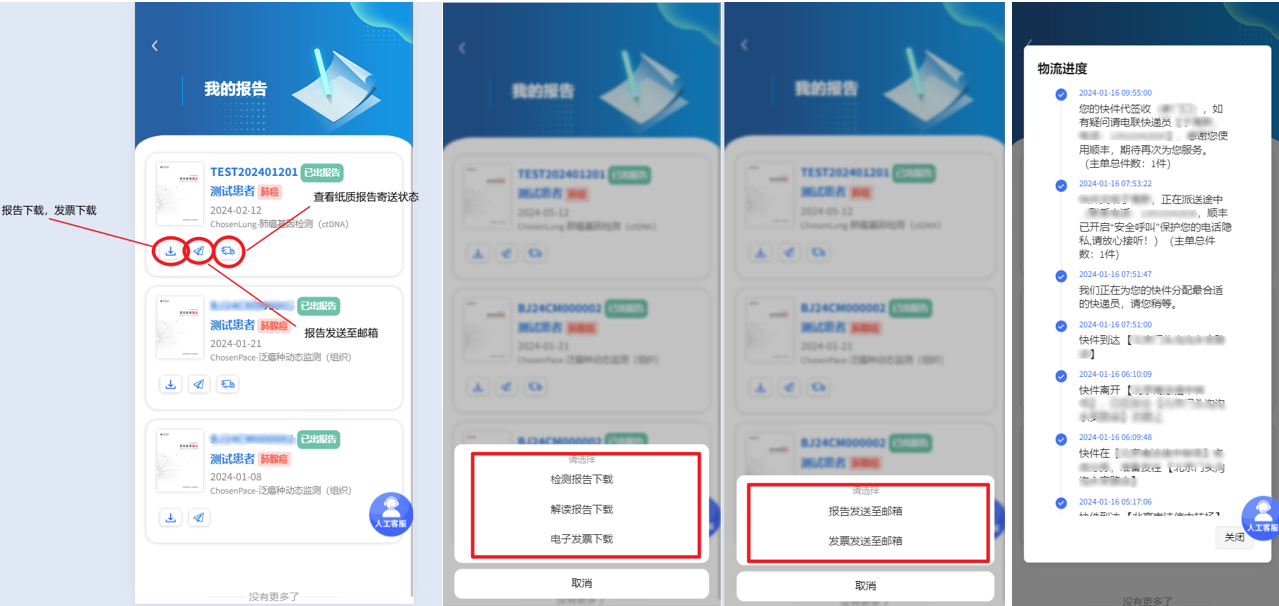 我的报告
TEST202401201 已出报告
测试患者 肺癌
2024-02-12
ChosenLung-肺癌基因检测（ctDNA）
报告下载，发票下载
查看纸质报告寄送状态
报告发送至邮箱
已出报告
测试患者 肺腺癌
2024-01-21
ChosenPace-泛癌种动态监测（组织）
已出报告
测试患者 肺腺癌
2024-01-08
ChosenPace-泛癌种动态监测（组织）
人工客服
没有更多了
我的报告
TEST202401201 已出报告
测试患者 肺癌
2024-05-12
ChosenLung-肺癌基因检测（ctDNA）
BJ24CM000002 已出报告
测试患者 肺腺癌
2024-01-21
ChosenPace-泛癌种动态监测（组织）
BJ24CM000002 已出报告
请选择
检测报告下载
解读报告下载
电子发票下载
取消
没有更多了
我的报告
TEST202401201 已出报告
测试患者 肺癌
2024-05-12
ChosenLung-肺癌基因检测（ctDNA）
BJ24CM000002 已出报告
测试患者 肺腺癌
2024-01-21
ChosenPace-泛癌种动态监测（组织）
BJ24CM000002 已出报告
测试患者 肺腺癌
请选择
报告发送至邮箱
发票发送至邮箱
取消
没有更多了
物流进度
2024-01-16 09:55:00
您的快件代签收，如
有疑问请电联快递员
感谢您使
用顺丰，期待再次为您服务。
（主单总件数：1件）
2024-01-16 07:53:22
，正在派送途中
，顺丰
已开启“安全呼叫”保护您的电话隐
私,请放心接听！）（主单总件
数：1件）
2024-01-16 07:51:47
我们正在为您的快件分配最合适
的快递员，请您稍等。
2024-01-16 07:51:00
快件到达【
】
2024-01-16 06:10:09
快件离开【
2024-01-16 06:09:48
快件在【
2024-01-16 05:17:06
关闭
人工客服
没有更多了